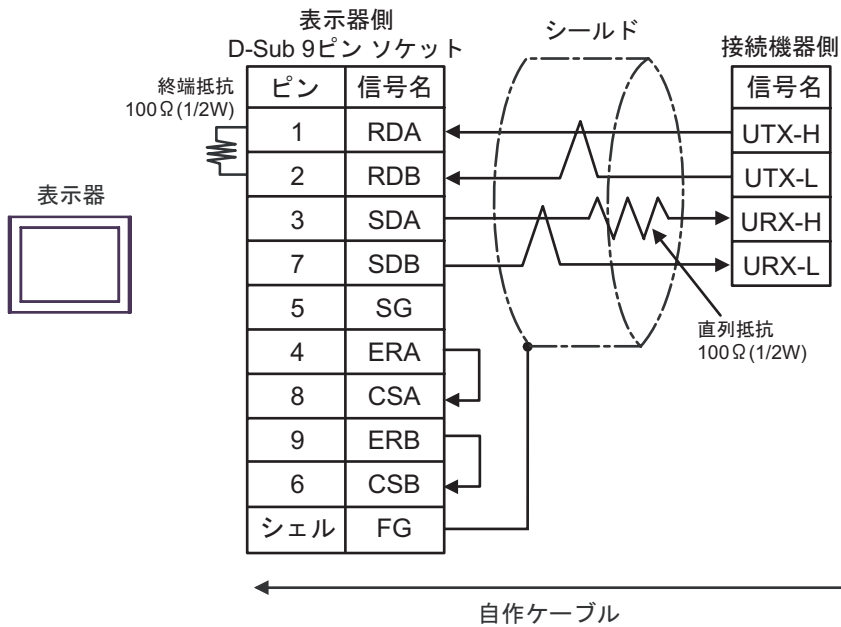 表示器側
D-Sub 9ピン ソケット
シールド
接続機器側
終端抵抗
100Ω(1/2W)
ピン 信号名
信号名
1 RDA
UTX-H
2 RDB
UTX-L
表示器
3 SDA
URX-H
7 SDB
URX-L
5 SG
直列抵抗
100Ω(1/2W)
4 ERA
8 CSA
9 ERB
6 CSB
シェル FG
自作ケーブル